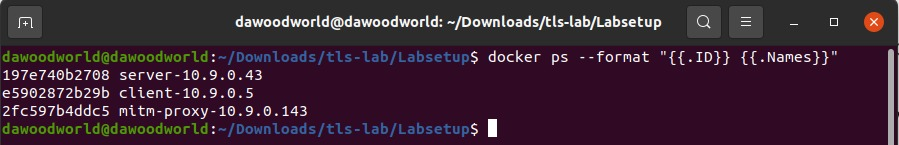 dawoodworld@dawoodworld: ~/Downloads/tls-lab/Labsetup
dawoodworld@dawoodworld:~/Downloads/tls-lab/Labsetup$ docker ps --format "{{.ID}} {{.Names}}"
197e740b2708 server-10.9.0.43
e5902872b29b client-10.9.0.5
2fc597b4ddc5 mitm-proxy-10.9.0.143
dawoodworld@dawoodworld:~/Downloads/tls-lab/Labsetup$